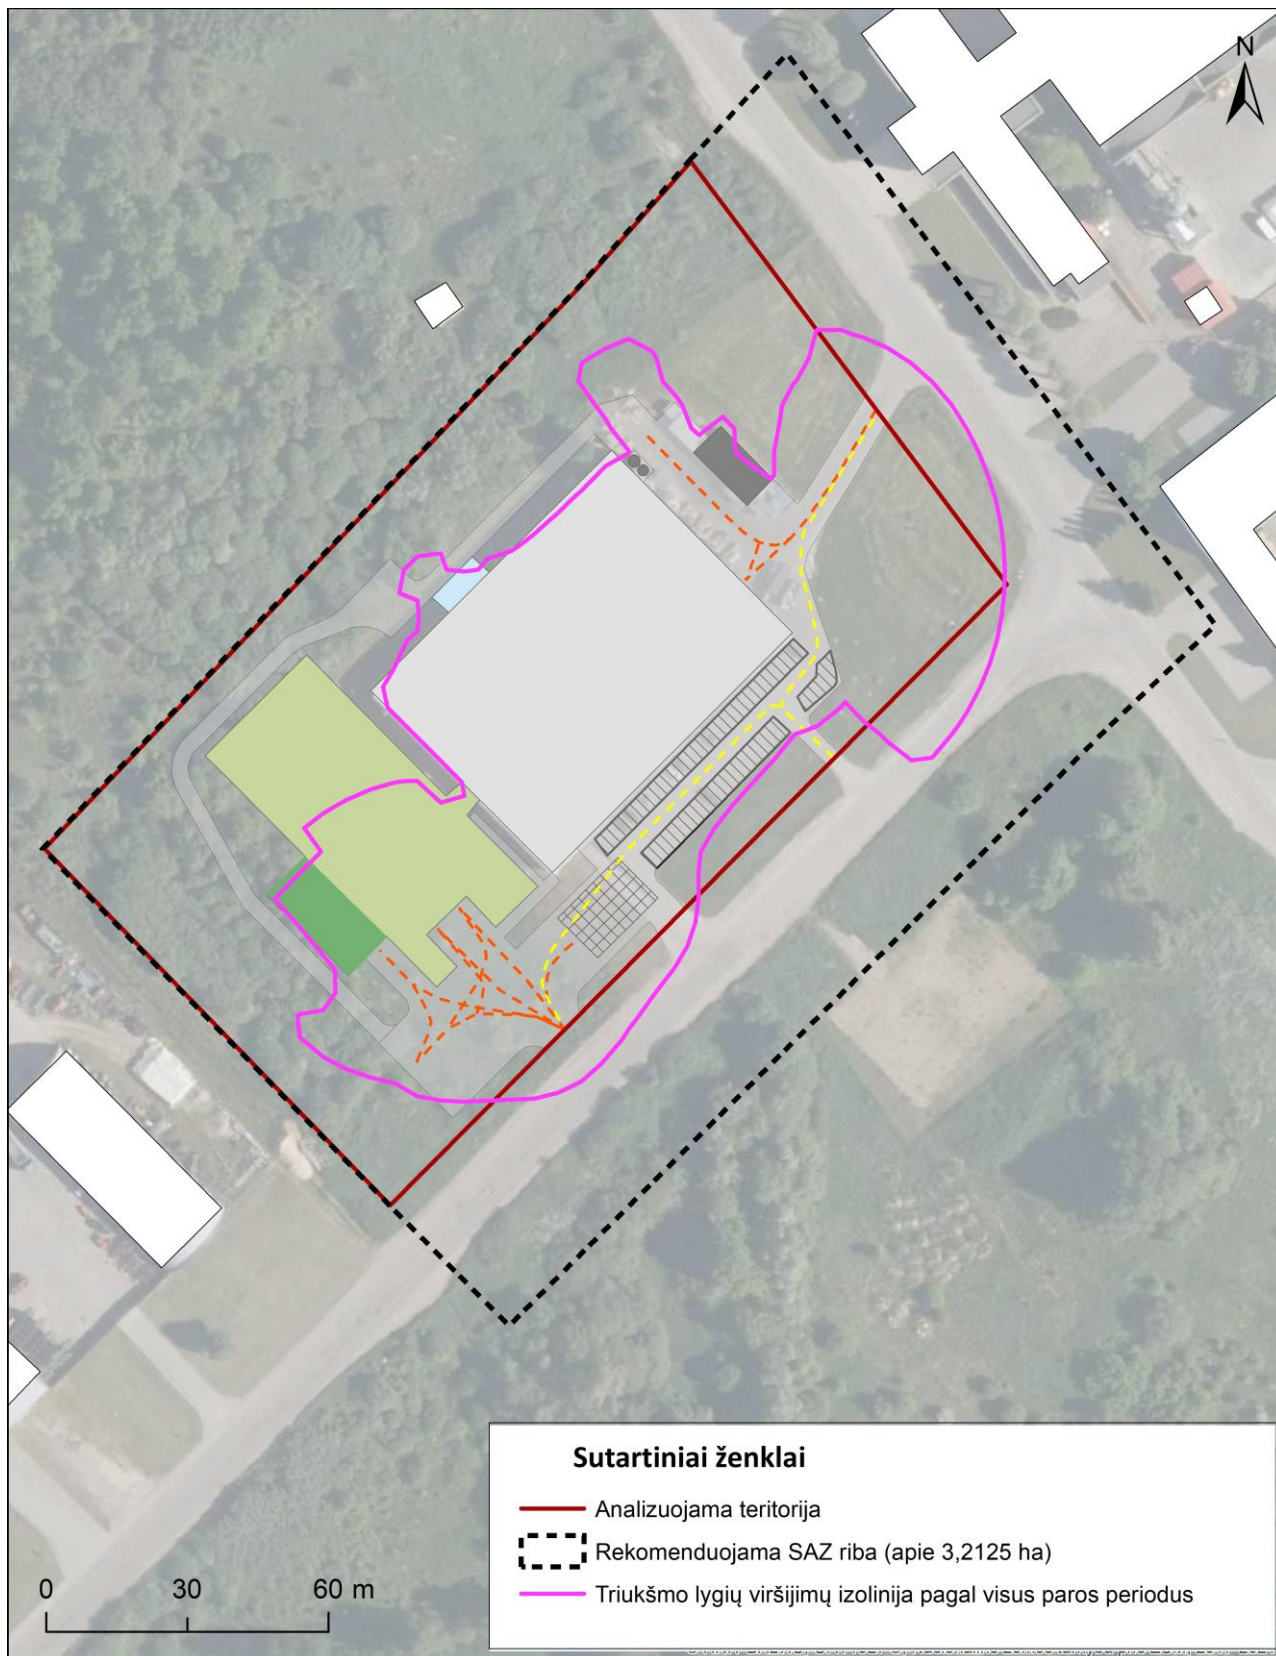 N
Sutartiniai ženklai
Analizuojama teritorija
Rekomenduojama SAZ riba (apie 3,2125 ha)
Triukšmo lygių viršijimų izolinija pagal visus paros periodus
0 30 60 m